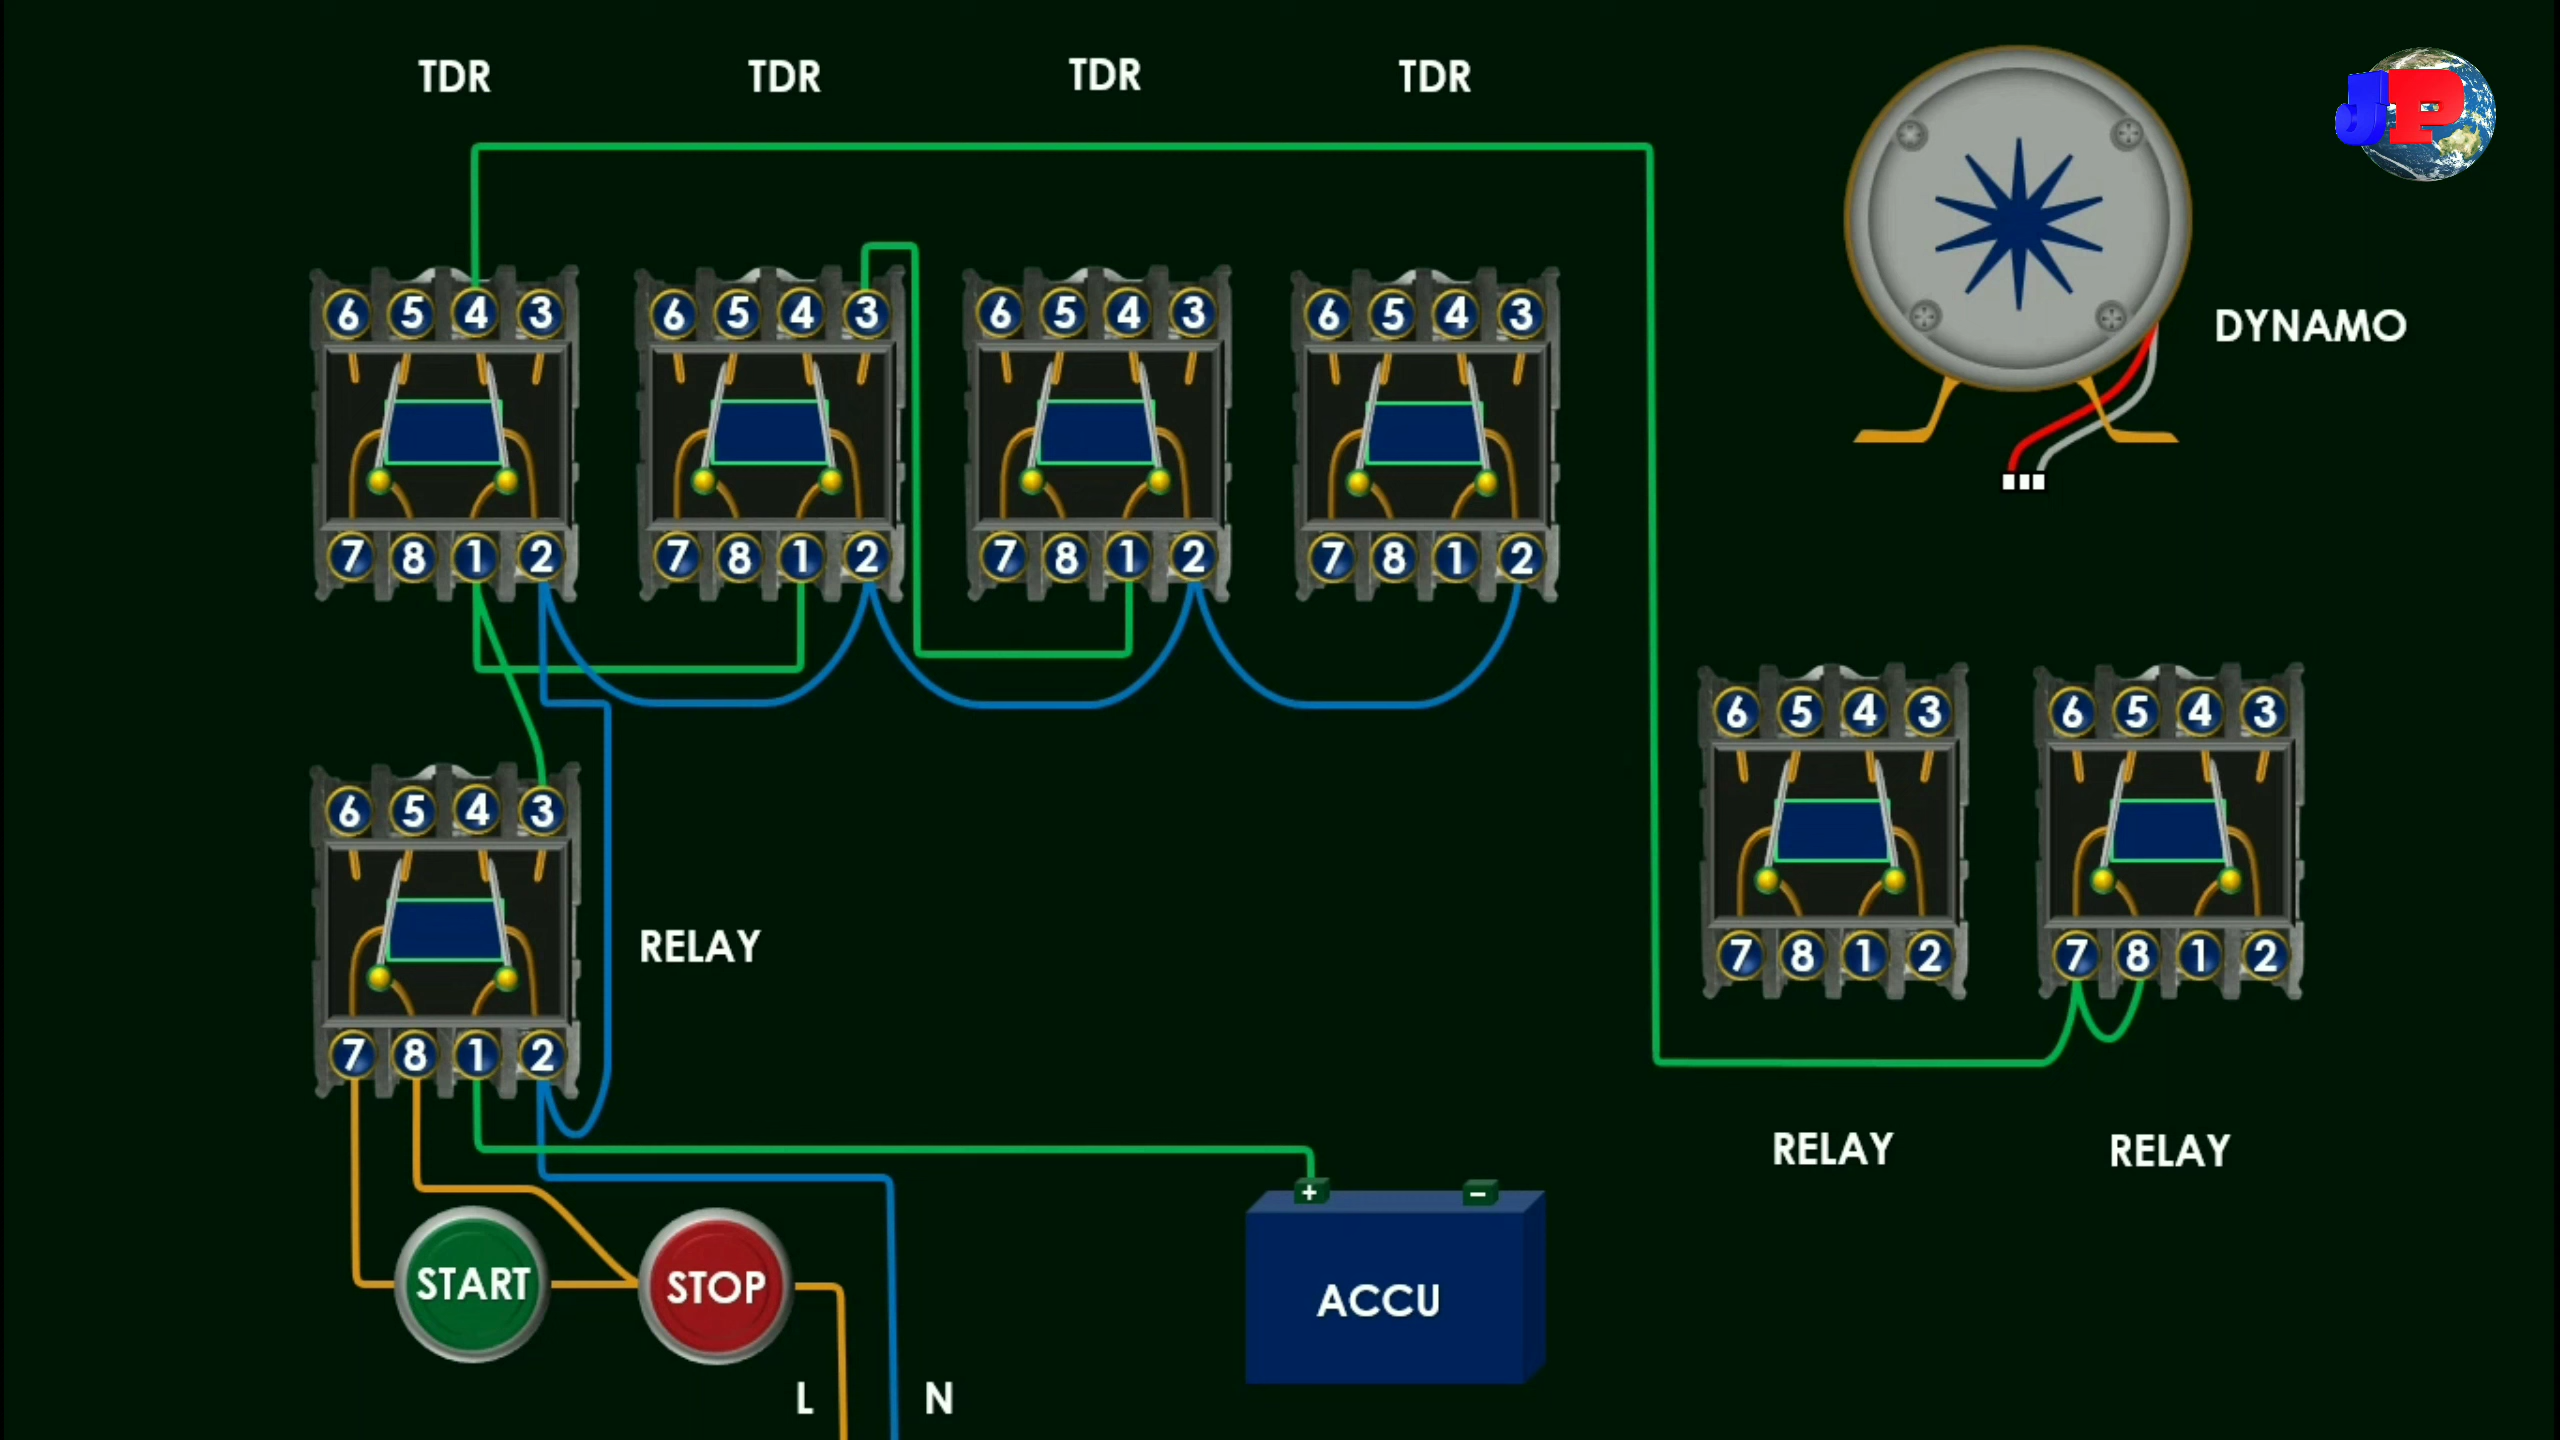 TDR TDR TDR TDR
JP
6 5 4 3 6 5 4 3 6 5 4 3 6 5 4 3
DYNAMO
7 8 1 2 7 8 1 2 7 8 1 2 7 8 1 2
6 5 4 3 6 5 4 3
6 5 4 3
RELAY
7 8 1 2 7 8 1 2
7 8 1 2
RELAY RELAY
+ −
START STOP
ACCU
L N